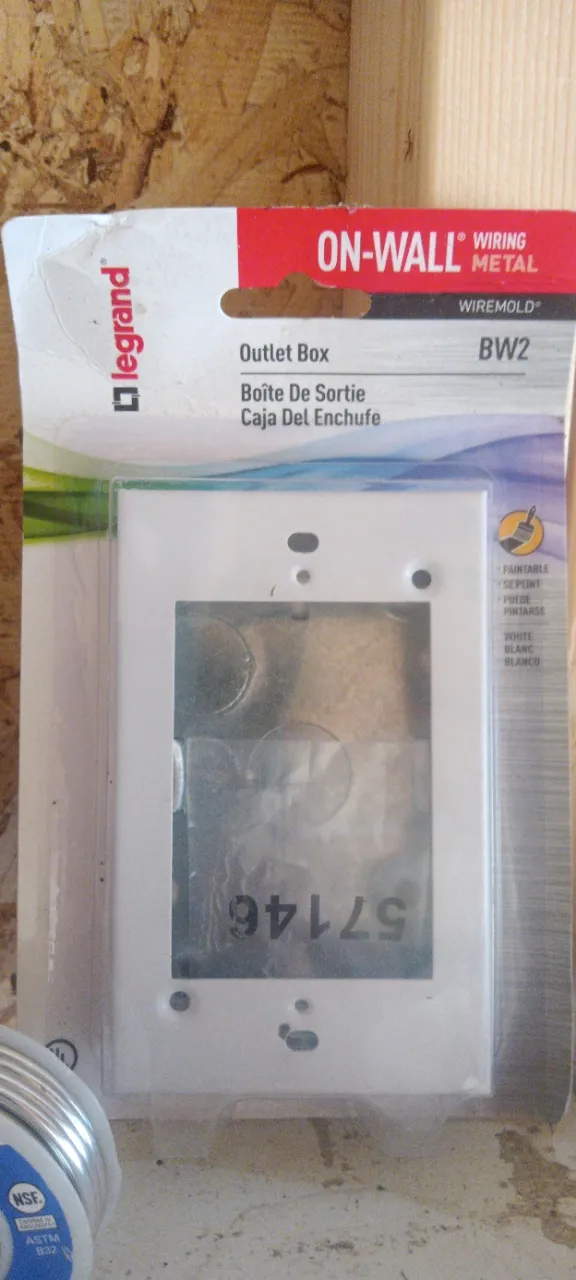 legrand®
ON-WALL® WIRING
METAL
WIREMOLD®
Outlet Box
BW2
Boîte De Sortie
Caja Del Enchufe
• PAINTABLE
• SE PEINT
• PUEDE
PINTARSE
WHITE
BLANC
BLANCO
57146
UL
NSF.
ASTM
B32